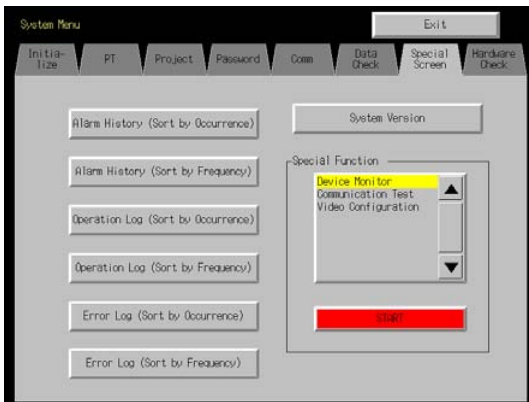 System Menu
Exit
Initia-
lize
PT
Project
Password
Comm
Data
Check
Special
Screen
Hardware
Check
Alarm History (Sort by Occurrence)
System Version
Alarm History (Sort by Frequency)
Special Function
Device Monitor
Communication Test
Video Configuration
Operation Log (Sort by Occurrence)
Operation Log (Sort by Frequency)
Error Log (Sort by Occurrence)
START
Error Log (Sort by Frequency)